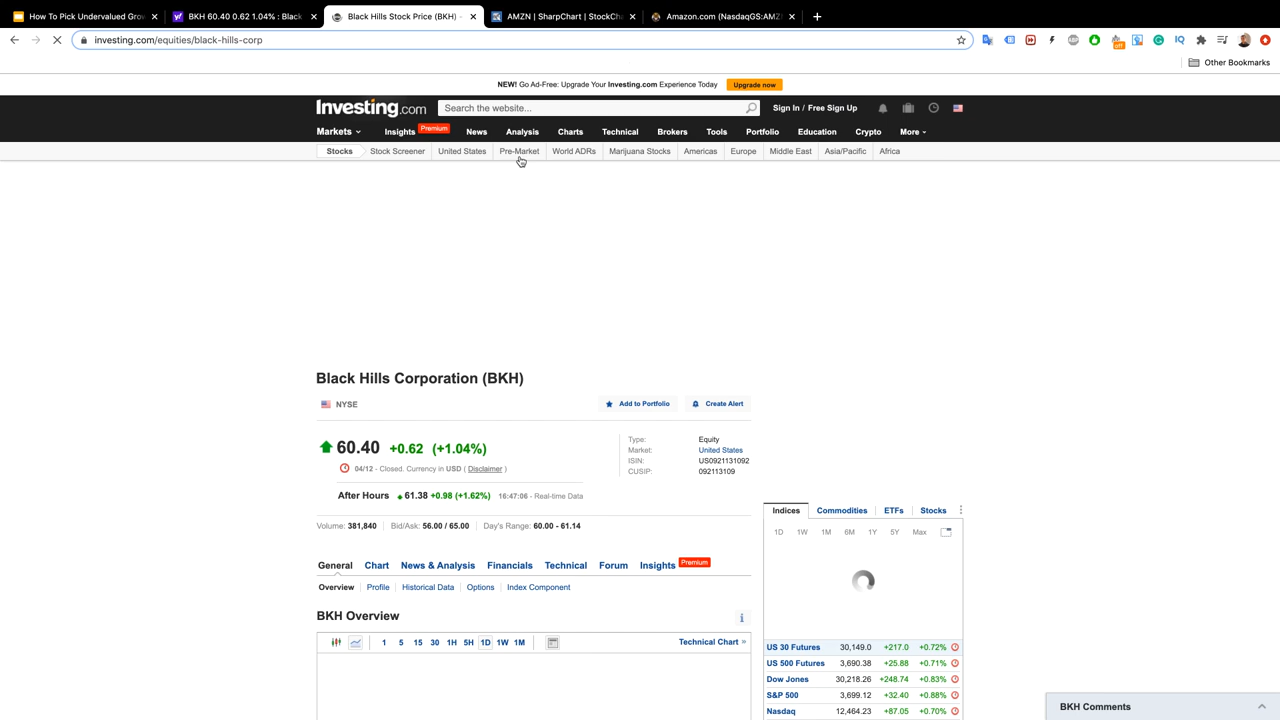 How To Pick Undervalued Gro
BKH 60.40 0.62 1.04% : Black
Black Hills Stock Price (BKH) -
AMZN | SharpChart | StockCha
Amazon.com (NasdaqGS:AMZ
investing.com/equities/black-hills-corp
off
Other Bookmarks
NEW! Go Ad-Free: Upgrade Your Investing.com Experience Today
Upgrade now
Investing.com
Search the website...
Sign In / Free Sign Up
Markets
Insights
Premium
News
Analysis
Charts
Technical
Brokers
Tools
Portfolio
Education
Crypto
More
Stocks
Stock Screener
United States
Pre-Market
World ADRs
Marijuana Stocks
Americas
Europe
Middle East
Asia/Pacific
Africa
Black Hills Corporation (BKH)
NYSE
Add to Portfolio
Create Alert
60.40 +0.62 (+1.04%)
04/12 - Closed. Currency in USD ( Disclaimer )
After Hours 61.38 +0.98 (+1.62%) 16:47:06 - Real-time Data
Type: Equity
Market: United States
ISIN: US0921131092
CUSIP: 092113109
Volume: 381,840
Bid/Ask: 56.00 / 65.00
Day's Range: 60.00 - 61.14
General
Chart
News & Analysis
Financials
Technical
Forum
Insights
Premium
Overview
Profile
Historical Data
Options
Index Component
BKH Overview
1 5 15 30 1H 5H 1D 1W 1M
Technical Chart »
Indices
Commodities
ETFs
Stocks
1D 1W 1M 6M 1Y 5Y Max
US 30 Futures 30,149.0 +217.0 +0.72%
US 500 Futures 3,690.38 +25.88 +0.71%
Dow Jones 30,218.26 +248.74 +0.83%
S&P 500 3,699.12 +32.40 +0.88%
Nasdaq 12,464.23 +87.05 +0.70%
BKH Comments